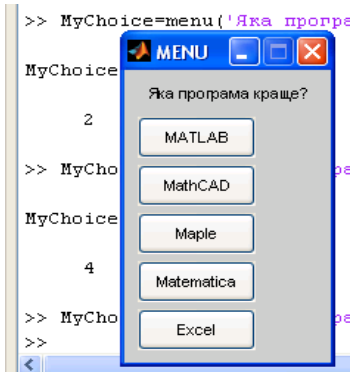 >> MyChoice=menu('Яка програ
MENU
MyChoice
Яка програма краще?
2
MATLAB
>> MyCho
MathCAD
MyChoice
Maple
4
Matematica
>> MyCho
Excel
>>